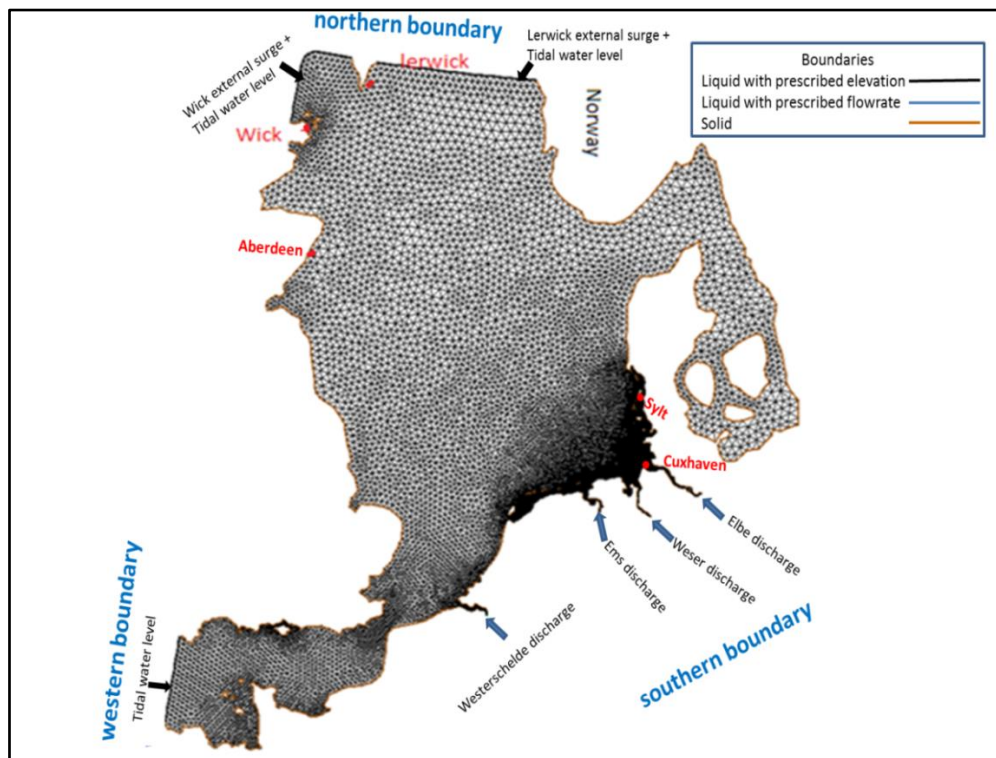 northern boundary
Wick external surge +
Tidal water level
lerwick
Lerwick external surge +
Tidal water level
Norway
Boundaries
Liquid with prescribed elevation
Liquid with prescribed flowrate
Solid
Wick
Aberdeen
Sylt
Cuxhaven
Elbe discharge
Weser discharge
Ems discharge
Westerschelde discharge
southern boundary
western boundary
Tidal water level